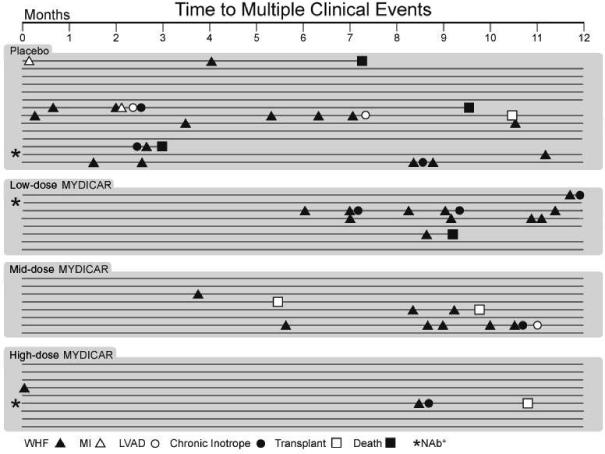 Time to Multiple Clinical Events
Months
0 1 2 3 4 5 6 7 8 9 10 11 12
Placebo
*
Low-dose MYDICAR
*
Mid-dose MYDICAR
High-dose MYDICAR
*
WHF ▲ MI △ LVAD ○ Chronic Inotrope ● Transplant □ Death ■ *NAb+